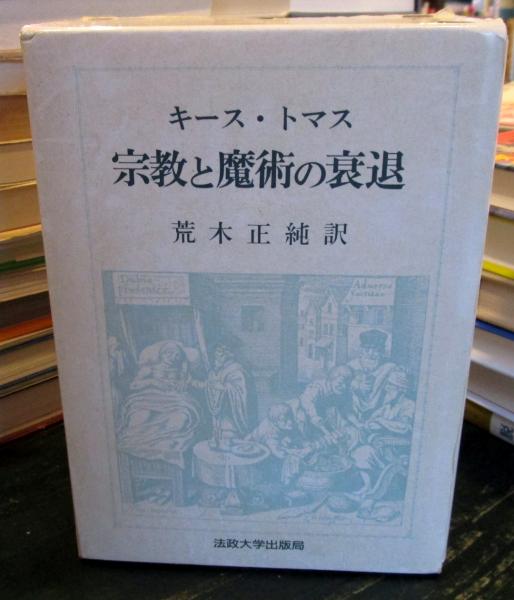 キース・トマス
宗教と魔術の衰退
荒木正純訳
法政大学出版局